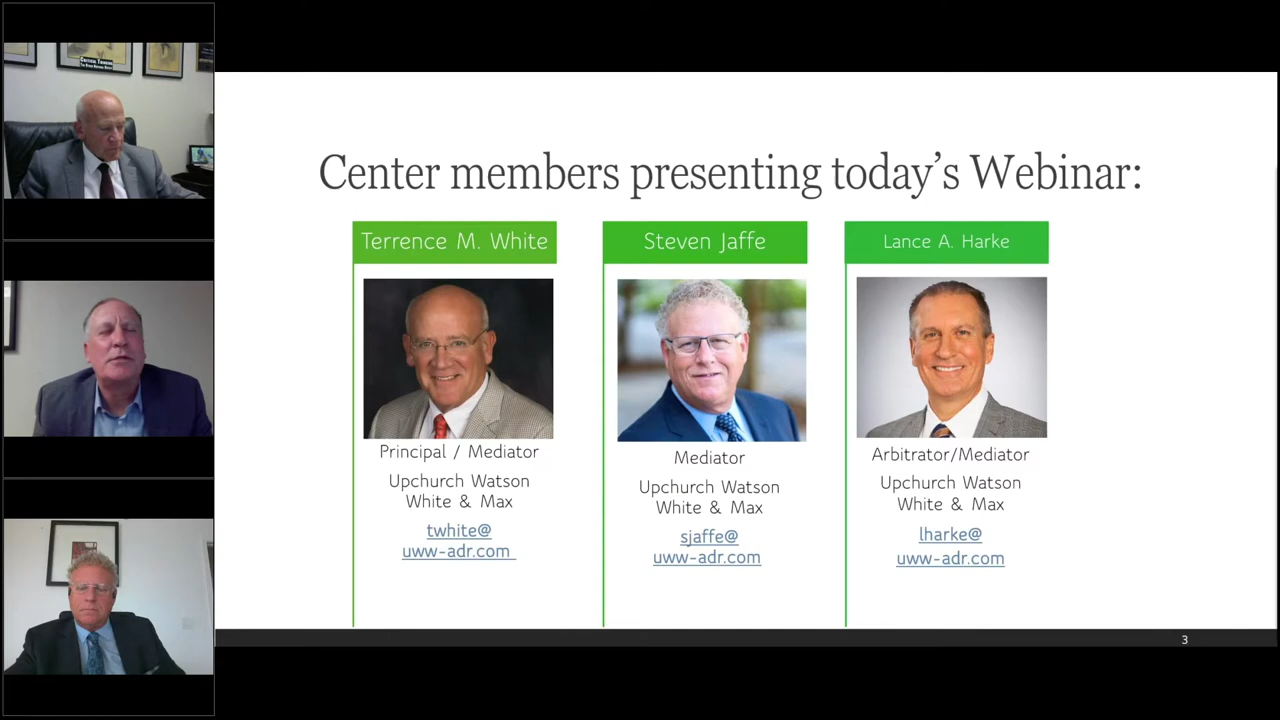 CRITICAL THINKING
Center members presenting today's Webinar:
Terrence M. White
Principal / Mediator
Upchurch Watson
White & Max
twhite@
uww-adr.com
Steven Jaffe
Mediator
Upchurch Watson
White & Max
sjaffe@
uww-adr.com
Lance A. Harke
Arbitrator/Mediator
Upchurch Watson
White & Max
lharke@
uww-adr.com
3